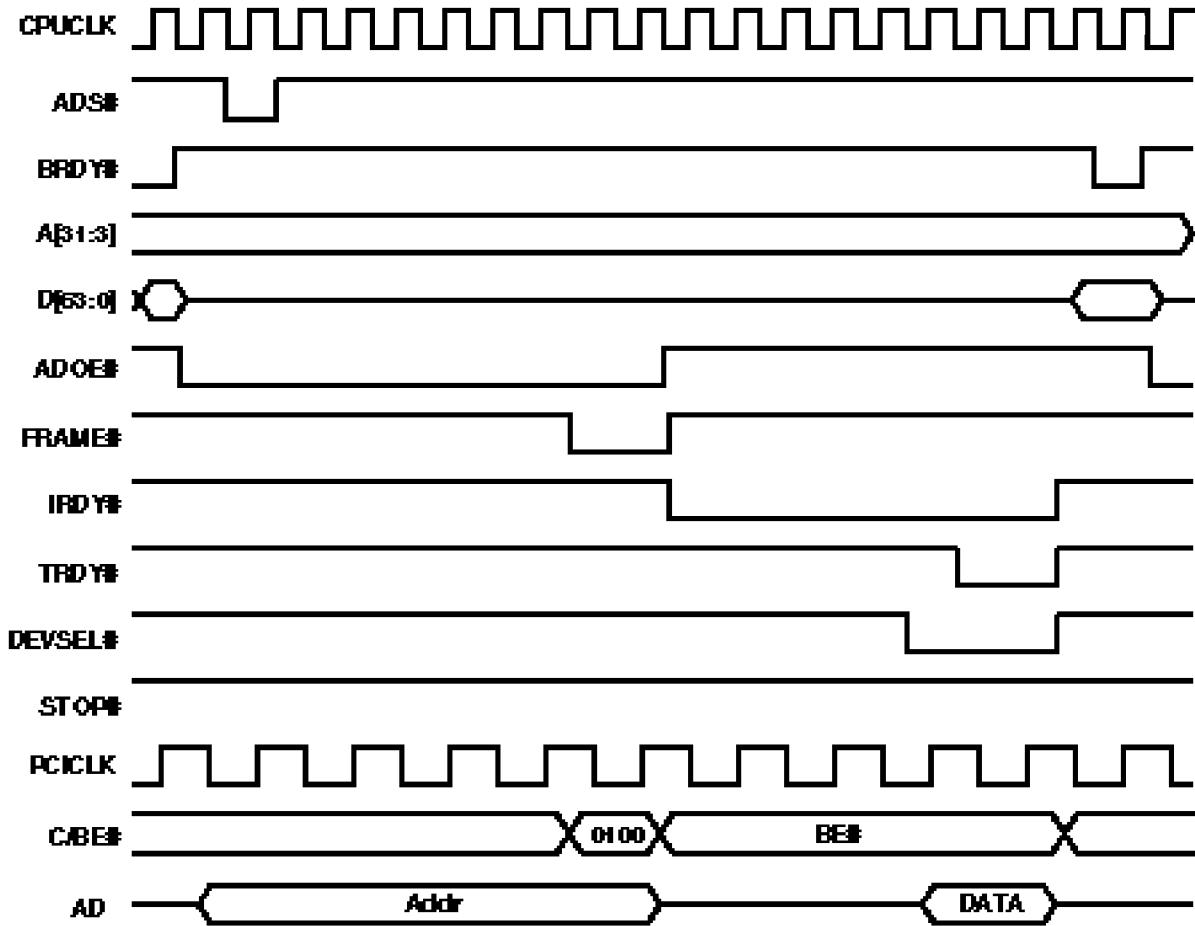 CPUCLK
ADS#
BRDY#
A[31:3]
D[63:0]
ADOE#
FRAME#
IRDY#
TRDY#
DEVSEL#
STOP#
PCICLK
C/BE# 0100 BE#
AD Addr DATA